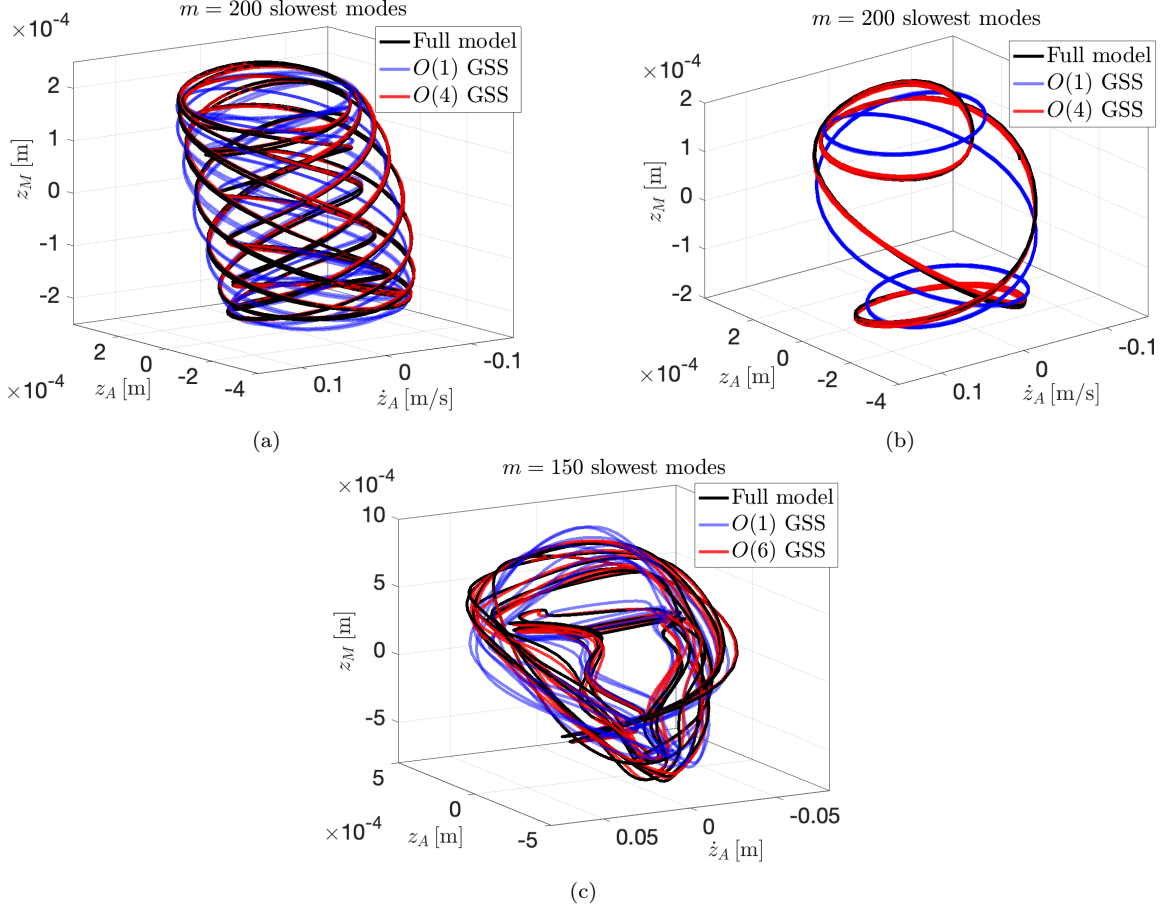 m = 200 slowest modes
×10⁻⁴
Full model
O(1) GSS
O(4) GSS
2
1
0
-1
-2
z_M [m]
2
0
-2
-4
×10⁻⁴
z_A [m]
0.1
0
-0.1
ż_A [m/s]
(a)
m = 200 slowest modes
×10⁻⁴
Full model
O(1) GSS
O(4) GSS
2
1
0
-1
-2
z_M [m]
2
0
-2
-4
×10⁻⁴
z_A [m]
0.1
0
-0.1
ż_A [m/s]
(b)
m = 150 slowest modes
×10⁻⁴
Full model
O(1) GSS
O(6) GSS
10
5
0
-5
z_M [m]
5
0
-5
×10⁻⁴
z_A [m]
0.05
0
-0.05
ż_A [m]
(c)